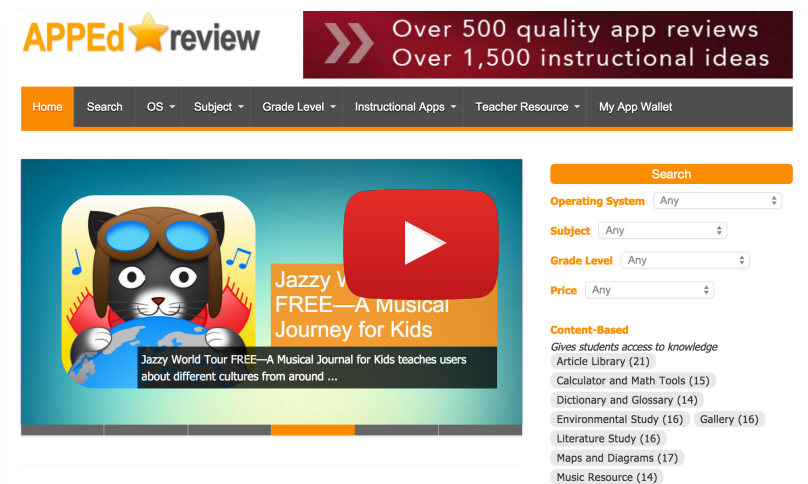 APPEd review
Over 500 quality app reviews
Over 1,500 instructional ideas
Home Search OS Subject Grade Level Instructional Apps Teacher Resource My App Wallet
Jazzy W
FREE—A Musical
Journey for Kids
Jazzy World Tour FREE—A Musical Journal for Kids teaches users
about different cultures from around ...
Search
Operating System Any
Subject Any
Grade Level Any
Price Any
Content-Based
Gives students access to knowledge
Article Library (21)
Calculator and Math Tools (15)
Dictionary and Glossary (14)
Environmental Study (16) Gallery (16)
Literature Study (16)
Maps and Diagrams (17)
Music Resource (14)